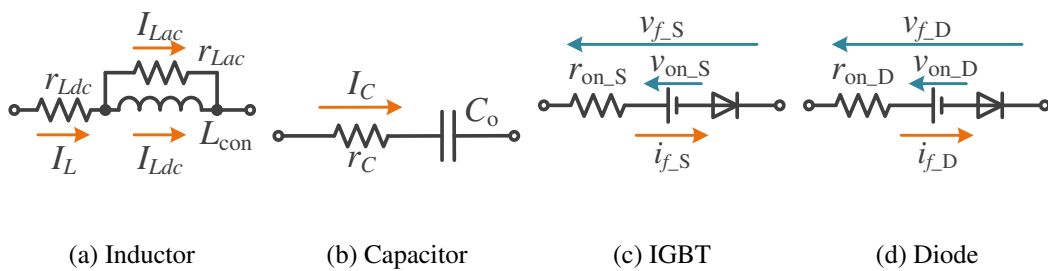 I_Lac
r_Lac
r_Ldc
L_con
I_L
I_Ldc
I_C
C_o
r_C
v_f_S
v_on_S
r_on_S
i_f_S
v_f_D
v_on_D
r_on_D
i_f_D
(a) Inductor
(b) Capacitor
(c) IGBT
(d) Diode